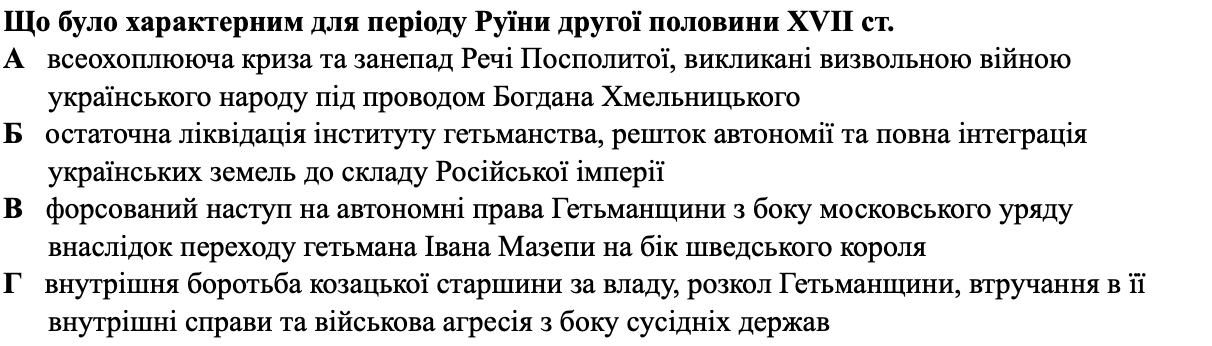 Що було характерним для періоду Руїни другої половини XVII ст.
А всеохоплююча криза та занепад Речі Посполитої, викликані визвольною війною
українського народу під проводом Богдана Хмельницького
Б остаточна ліквідація інституту гетьманства, решток автономії та повна інтеграція
українських земель до складу Російської імперії
В форсований наступ на автономні права Гетьманщини з боку московського уряду
внаслідок переходу гетьмана Івана Мазепи на бік шведського короля
Г внутрішня боротьба козацької старшини за владу, розкол Гетьманщини, втручання в її
внутрішні справи та військова агресія з боку сусідніх держав